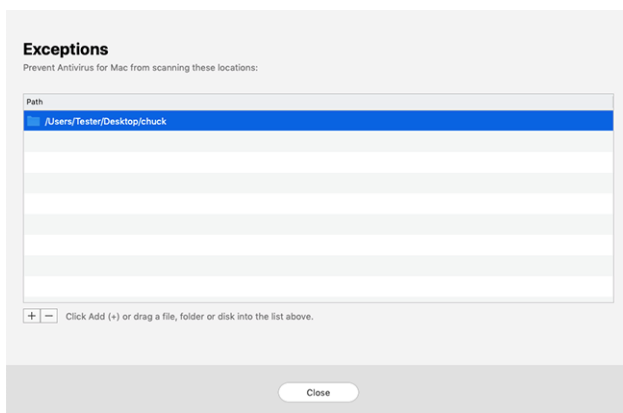 Exceptions
Prevent Antivirus for Mac from scanning these locations:
Path
/Users/Tester/Desktop/chuck
+ − Click Add (+) or drag a file, folder or disk into the list above.
Close